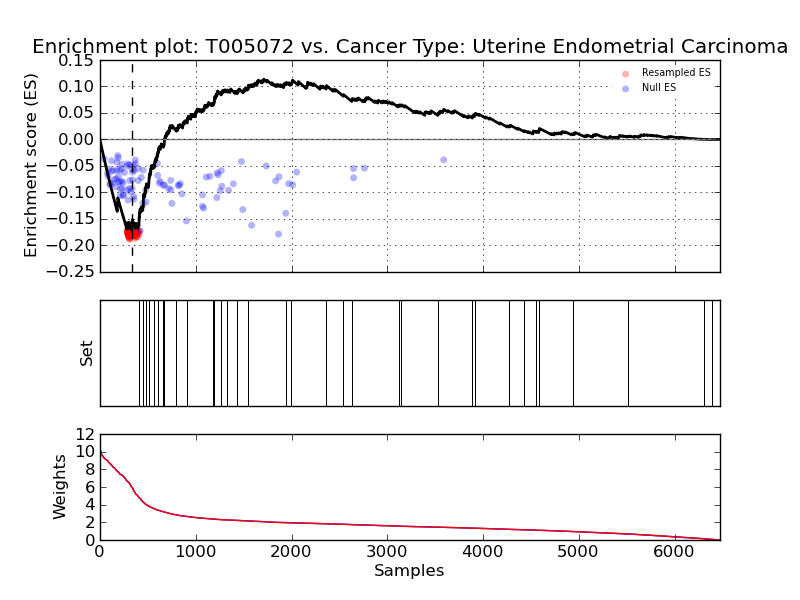 Enrichment plot: T005072 vs. Cancer Type: Uterine Endometrial Carcinoma
Enrichment score (ES)
0.15
0.10
0.05
0.00
−0.05
−0.10
−0.15
−0.20
−0.25
Resampled ES
Null ES
Set
Weights
12
10
8
6
4
2
0
0 1000 2000 3000 4000 5000 6000
Samples